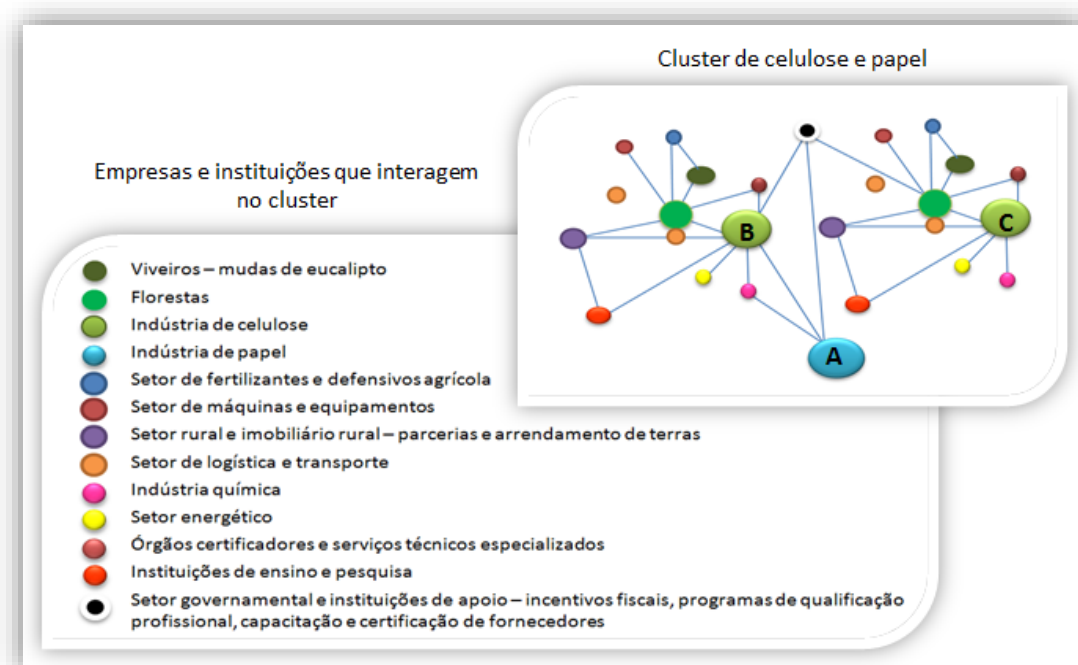 Cluster de celulose e papel
Empresas e instituições que interagem
no cluster
B
C
A
Viveiros – mudas de eucalipto
Florestas
Indústria de celulose
Indústria de papel
Setor de fertilizantes e defensivos agrícola
Setor de máquinas e equipamentos
Setor rural e imobiliário rural – parcerias e arrendamento de terras
Setor de logística e transporte
Indústria química
Setor energético
Órgãos certificadores e serviços técnicos especializados
Instituições de ensino e pesquisa
Setor governamental e instituições de apoio – incentivos fiscais, programas de qualificação
profissional, capacitação e certificação de fornecedores